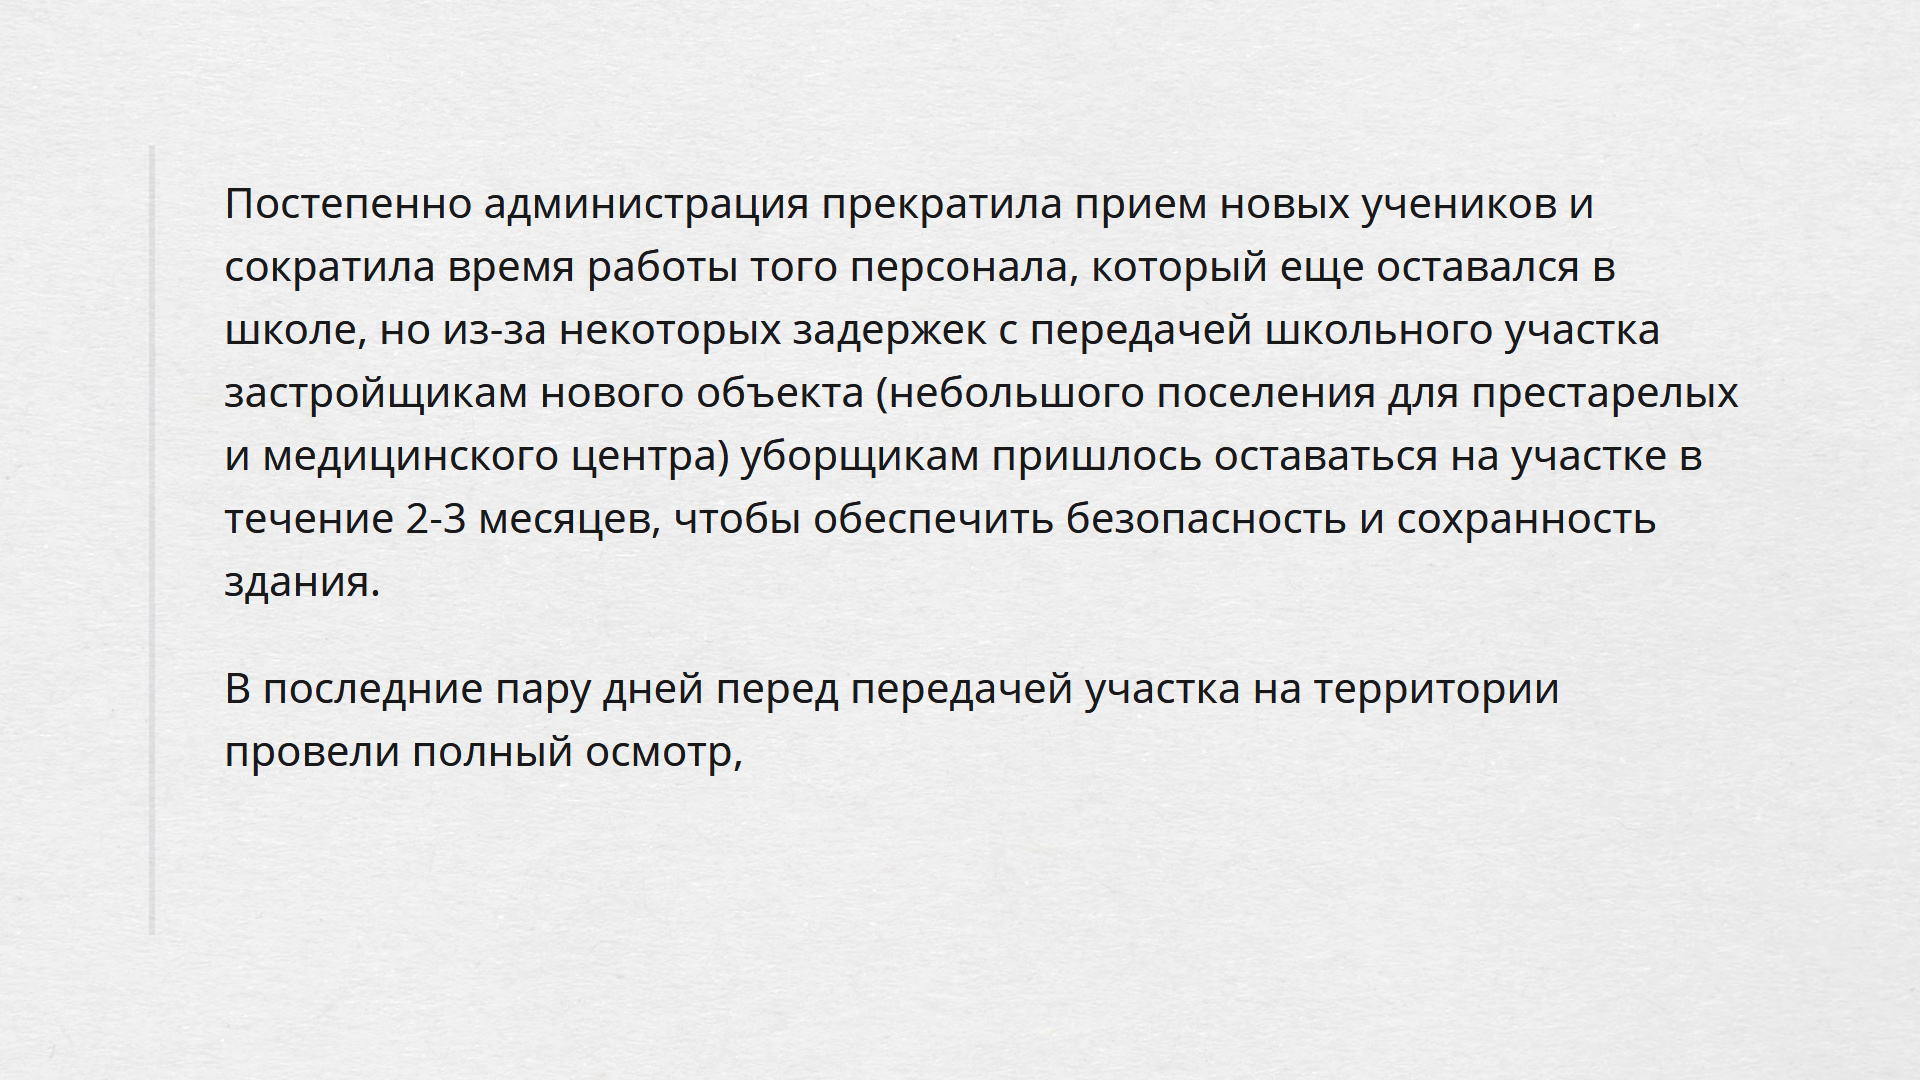 Постепенно администрация прекратила прием новых учеников и
сократила время работы того персонала, который еще оставался в
школе, но из-за некоторых задержек с передачей школьного участка
застройщикам нового объекта (небольшого поселения для престарелых
и медицинского центра) уборщикам пришлось оставаться на участке в
течение 2-3 месяцев, чтобы обеспечить безопасность и сохранность
здания.
В последние пару дней перед передачей участка на территории
провели полный осмотр,